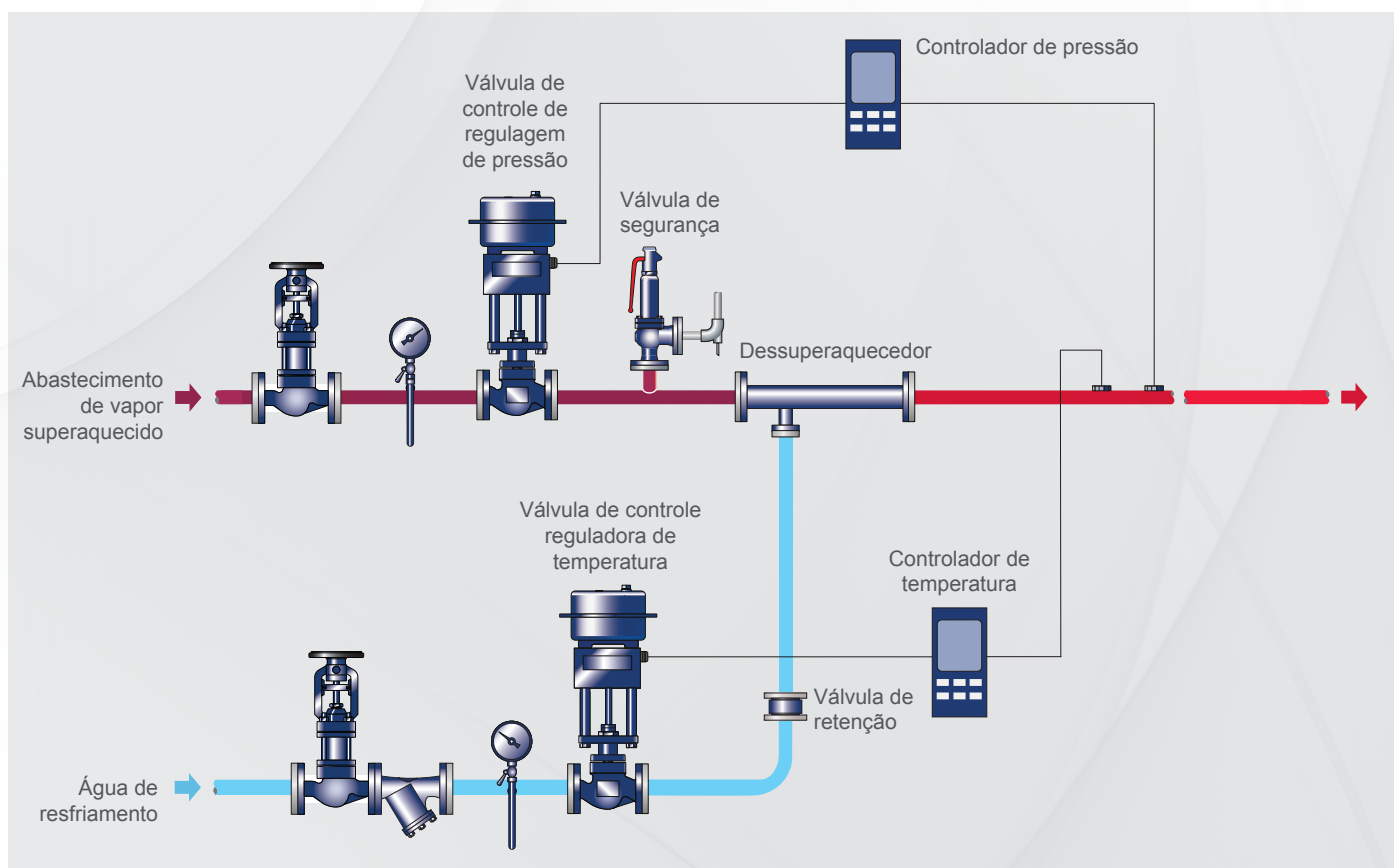 Controlador de pressão
Válvula de
controle de
regulagem
de pressão
Válvula de
segurança
Dessuperaquecedor
Abastecimento
de vapor
superaquecido
Válvula de controle
reguladora de
temperatura
Controlador de
temperatura
Válvula de
retenção
Água de
resfriamento